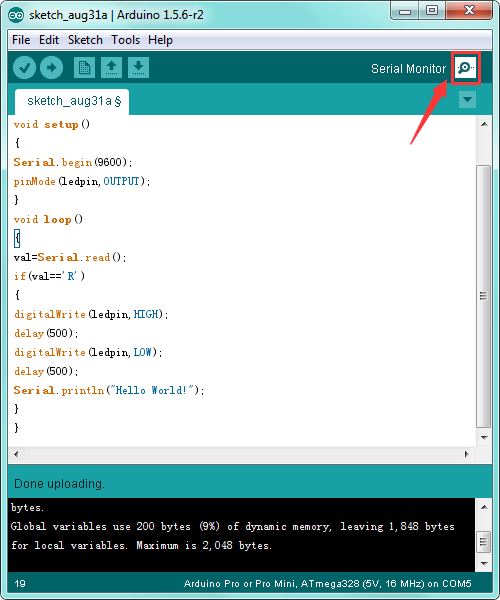 sketch_aug31a | Arduino 1.5.6-r2
File Edit Sketch Tools Help
Serial Monitor
sketch_aug31a §
void setup()
{
Serial.begin(9600);
pinMode(ledpin,OUTPUT);
}
void loop()
{
val=Serial.read();
if(val=='R')
{
digitalWrite(ledpin,HIGH);
delay(500);
digitalWrite(ledpin,LOW);
delay(500);
Serial.println("Hello World!");
}
}
Done uploading.
bytes.
Global variables use 200 bytes (9%) of dynamic memory, leaving 1,848 bytes
for local variables. Maximum is 2,048 bytes.
19 Arduino Pro or Pro Mini, ATmega328 (5V, 16 MHz) on COM5